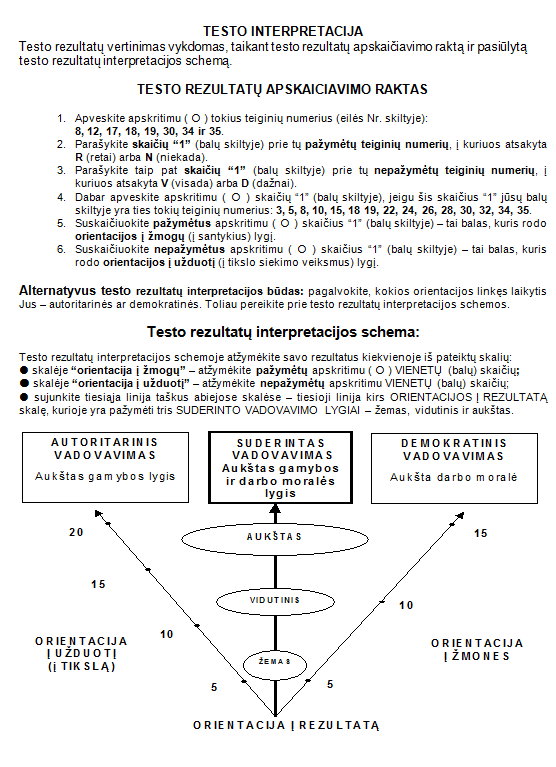 TESTO INTERPRETACIJA
Testo rezultatų vertinimas vykdomas, taikant testo rezultatų apskaičiavimo raktą ir pasiūlytą
testo rezultatų interpretacijos schemą.
TESTO REZULTATŲ APSKAICIAVIMO RAKTAS
1. Apveskite apskritimu ( O ) tokius teiginių numerius (eilės Nr. skiltyje):
8, 12, 17, 18, 19, 30, 34 ir 35.
2. Parašykite skaičių “1” (balų skiltyje) prie tų pažymėtų teiginių numerių, į kuriuos atsakyta
R (retai) arba N (niekada).
3. Parašykite taip pat skaičių “1” (balų skiltyje) prie tų nepažymėtų teiginių numerių, į
kuriuos atsakyta V (visada) arba D (dažnai).
4. Dabar apveskite apskritimu ( O ) skaičių “1” (balų skiltyje), jeigu šis skaičius “1” jūsų balų
skiltyje yra ties tokių teiginių numeriais: 3, 5, 8, 10, 15, 18 19, 22, 24, 26, 28, 30, 32, 34, 35.
5. Suskaičiuokite pažymėtus apskritimu ( O ) skaičius “1” (balų skiltyje) – tai balas, kuris rodo
orientacijos į žmogų (į santykius) lygį.
6. Suskaičiuokite nepažymėtus apskritimu ( O ) skaičius “1” (balų skiltyje) – tai balas, kuris
rodo orientacijos į užduotį (į tikslo siekimo veiksmus) lygį.
Alternatyvus testo rezultatų interpretacijos būdas: pagalvokite, kokios orientacijos linkęs laikytis
Jus – autoritarinės ar demokratinės. Toliau pereikite prie testo rezultatų interpretacijos schemos.
Testo rezultatų interpretacijos schema:
Testo rezultatų interpretacijos schemoje atžymėkite savo rezultatus kiekvienoje iš pateiktų skalių:
● skalėje “orientacija į žmogų” – atžymėkite pažymėtų apskritimu ( O ) VIENETŲ (balų) skaičių;
● skalėje “orientacija į užduotį” – atžymėkite nepažymėtų apskritimu VIENETŲ (balų) skaičių;
● sujunkite tiesiąja linija taškus abiejose skalėse – tiesioji linija kirs ORIENTACIJOS Į REZULTATĄ
skalę, kurioje yra pažymėti tris SUDERINTO VADOVAVIMO LYGIAI – žemas, vidutinis ir aukštas.
AUTORITARINIS
VADOVAVIMAS
Aukštas gamybos lygis
SUDERINTAS
VADOVAVIMAS
Aukštas gamybos
ir darbo moralės
lygis
DEMOKRATINIS
VADOVAVIMAS
Aukšta darbo moralė
20
AUKŠTAS
15
15
VIDUTINIS
10
10
ORIENTACIJA
Į UŽDUOTĮ
(į TIKSLĄ)
ORIENTACIJA
Į ŽMONES
ŽEMAS
5
5
ORIENTACIJA Į REZULTATĄ